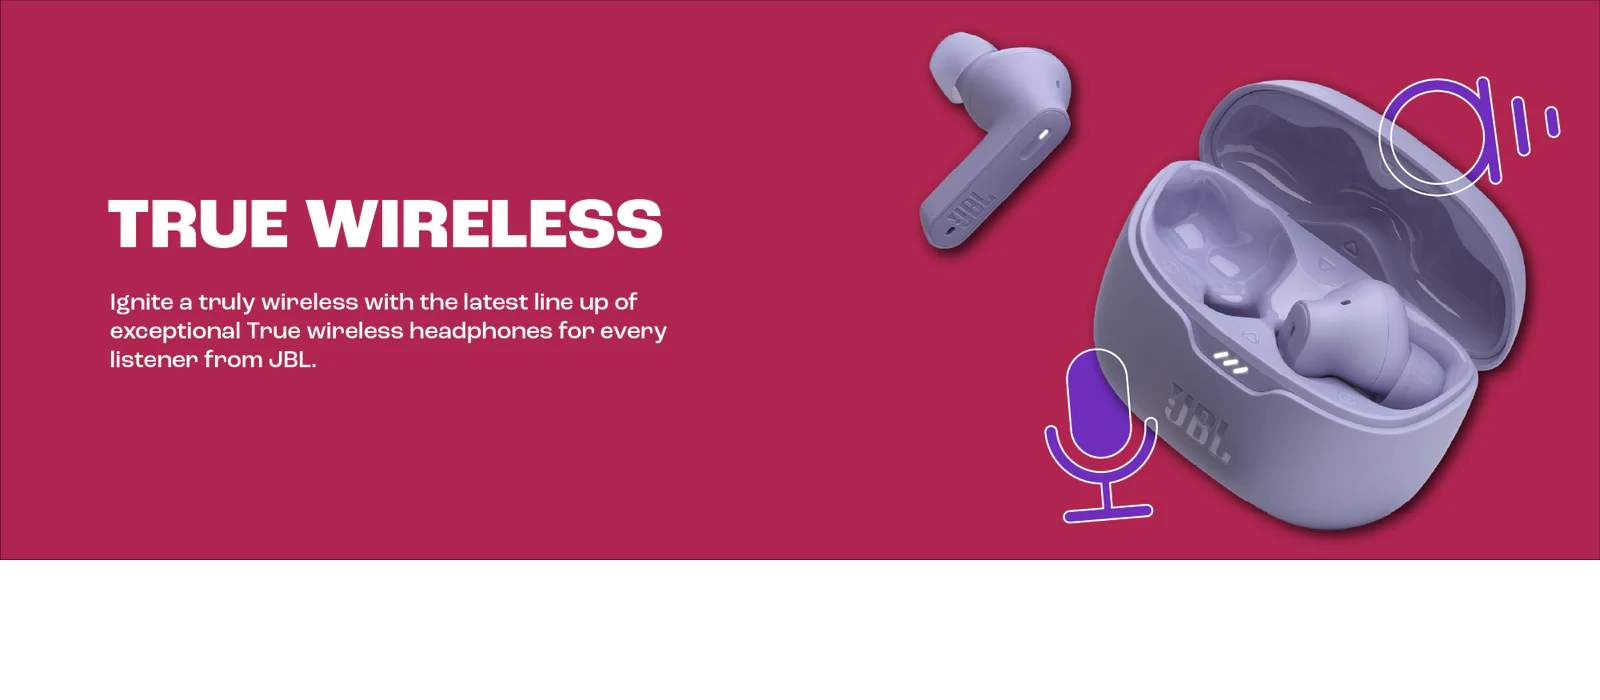 TRUE WIRELESS
Ignite a truly wireless with the latest line up of
exceptional True wireless headphones for every
listener from JBL.
JBL
JBL